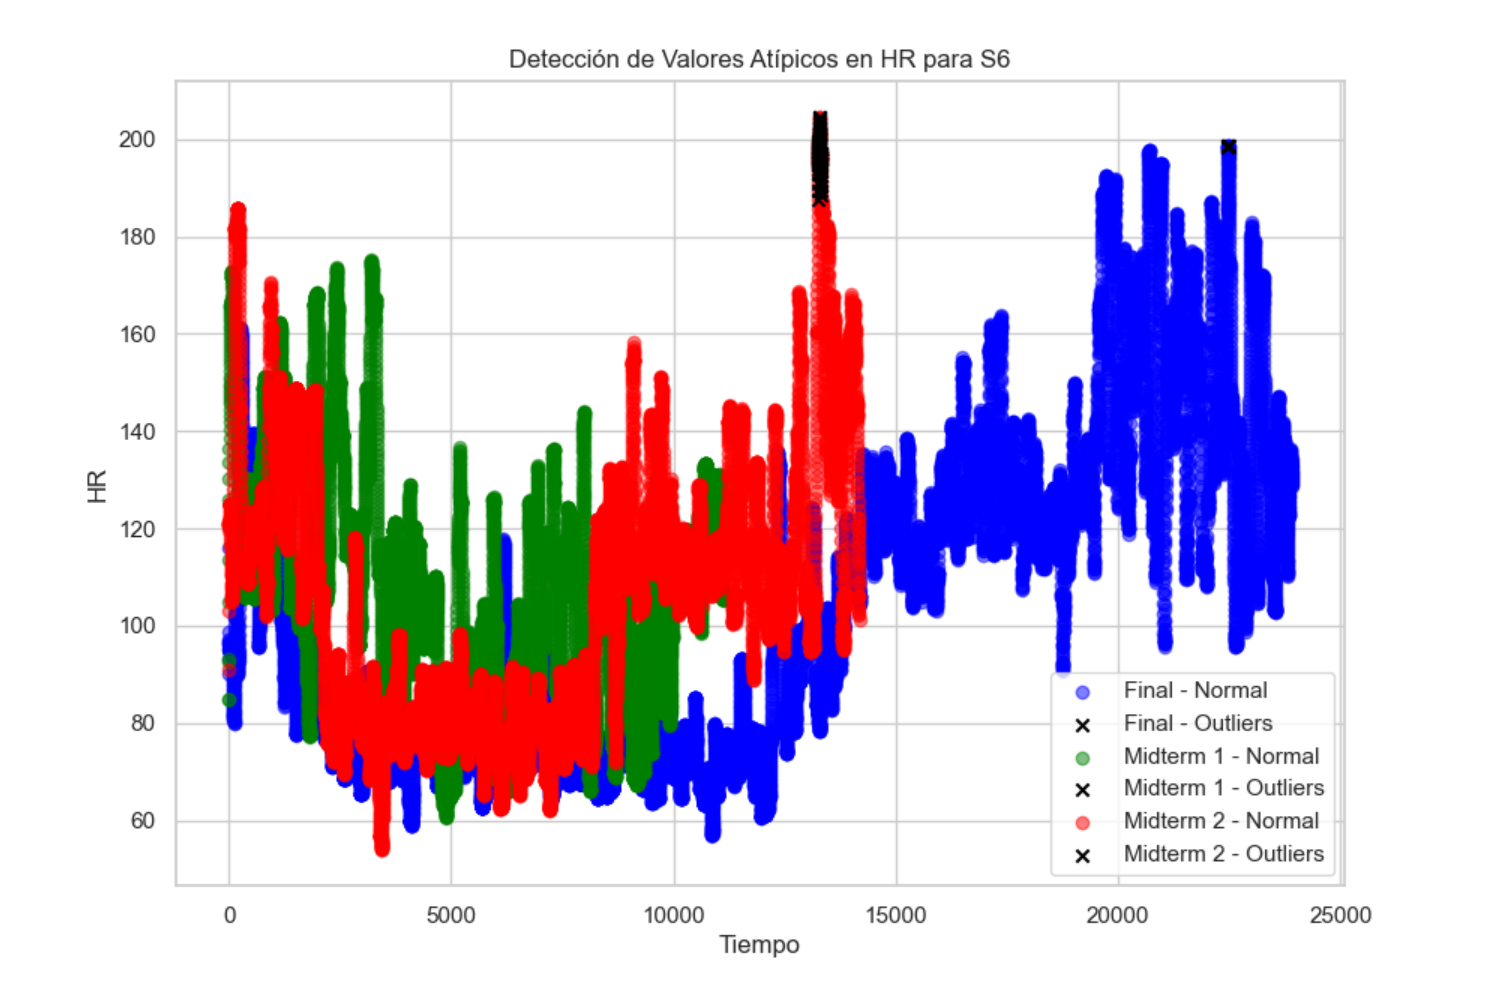 Detección de Valores Atípicos en HR para S6
HR
200
180
160
140
120
100
80
60
0
5000
10000
15000
20000
25000
Tiempo
Final - Normal
Final - Outliers
Midterm 1 - Normal
Midterm 1 - Outliers
Midterm 2 - Normal
Midterm 2 - Outliers